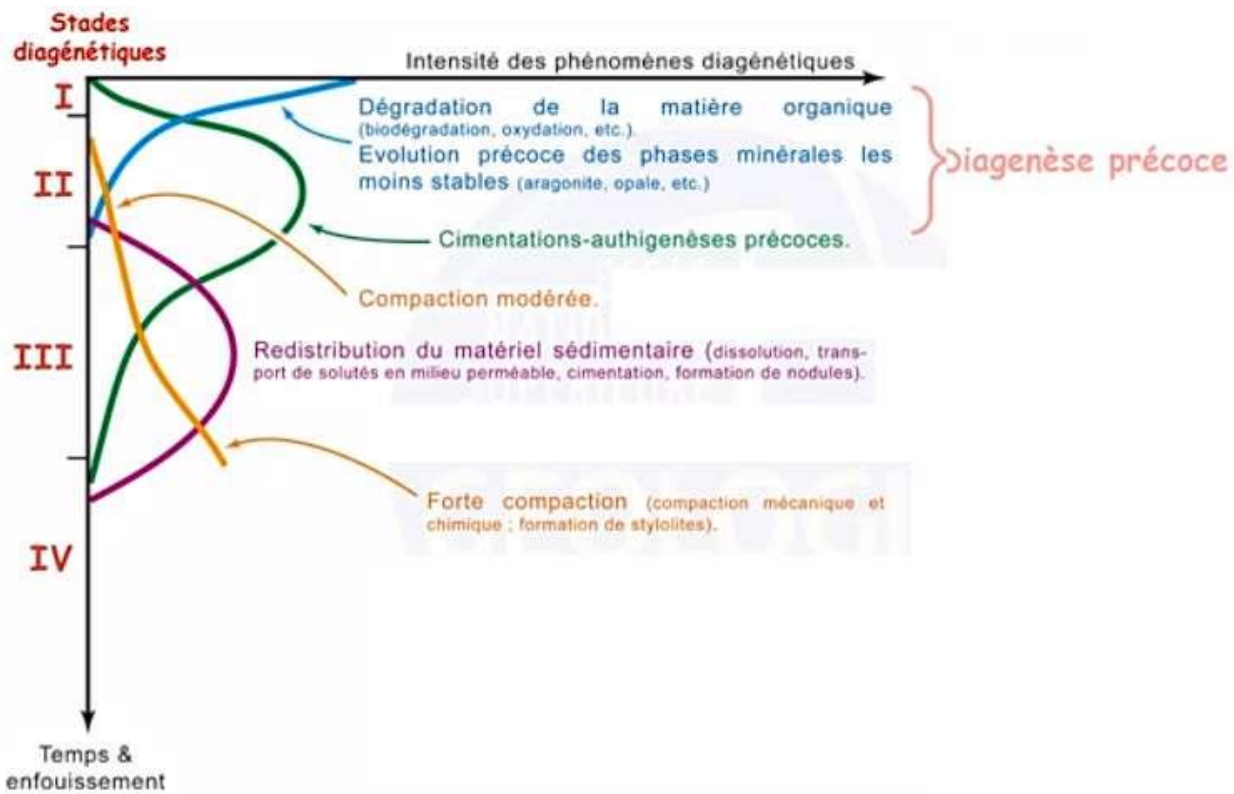 Stades
diagénétiques
Intensité des phénomènes diagénétiques
I
Dégradation de la matière organique
(biodégradation, oxydation, etc.).
Evolution précoce des phases minérales les
moins stables (aragonite, opale, etc.)
Diagenèse précoce
II
Cimentations-authigenèses précoces.
Compaction modérée.
III
Redistribution du matériel sédimentaire (dissolution, trans-
port de solutés en milieu perméable, cimentation, formation de nodules).
Forte compaction (compaction mécanique et
chimique ; formation de stylolites).
IV
Temps &
enfouissement